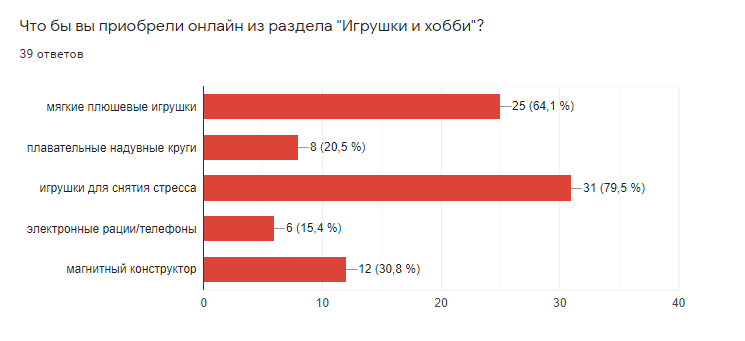 Что бы вы приобрели онлайн из раздела "Игрушки и хобби"?
39 ответов
мягкие плюшевые игрушки
25 (64,1 %)
плавательные надувные круги
8 (20,5 %)
игрушки для снятия стресса
31 (79,5 %)
электронные рации/телефоны
6 (15,4 %)
магнитный конструктор
12 (30,8 %)
0 10 20 30 40